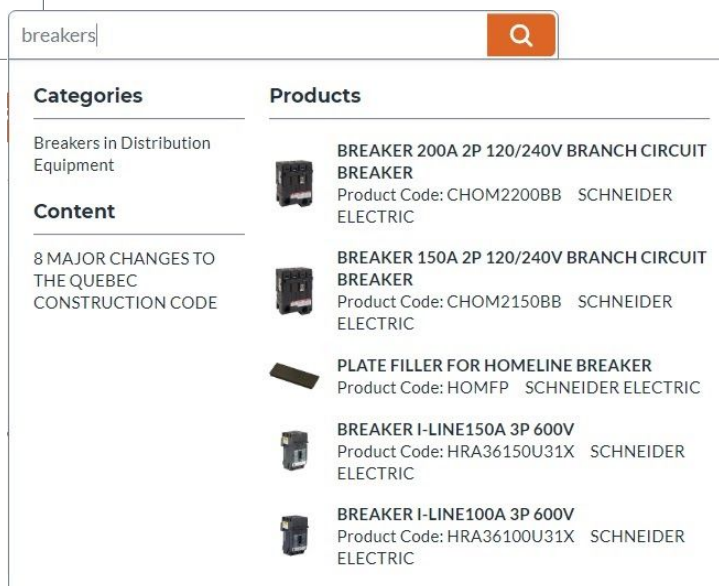 breakers
Categories
Breakers in Distribution
Equipment
Content
8 MAJOR CHANGES TO
THE QUEBEC
CONSTRUCTION CODE
Products
BREAKER 200A 2P 120/240V BRANCH CIRCUIT
BREAKER
Product Code: CHOM2200BB SCHNEIDER
ELECTRIC
BREAKER 150A 2P 120/240V BRANCH CIRCUIT
BREAKER
Product Code: CHOM2150BB SCHNEIDER
ELECTRIC
PLATE FILLER FOR HOMELINE BREAKER
Product Code: HOMFP SCHNEIDER ELECTRIC
BREAKER I-LINE150A 3P 600V
Product Code: HRA36150U31X SCHNEIDER
ELECTRIC
BREAKER I-LINE100A 3P 600V
Product Code: HRA36100U31X SCHNEIDER
ELECTRIC